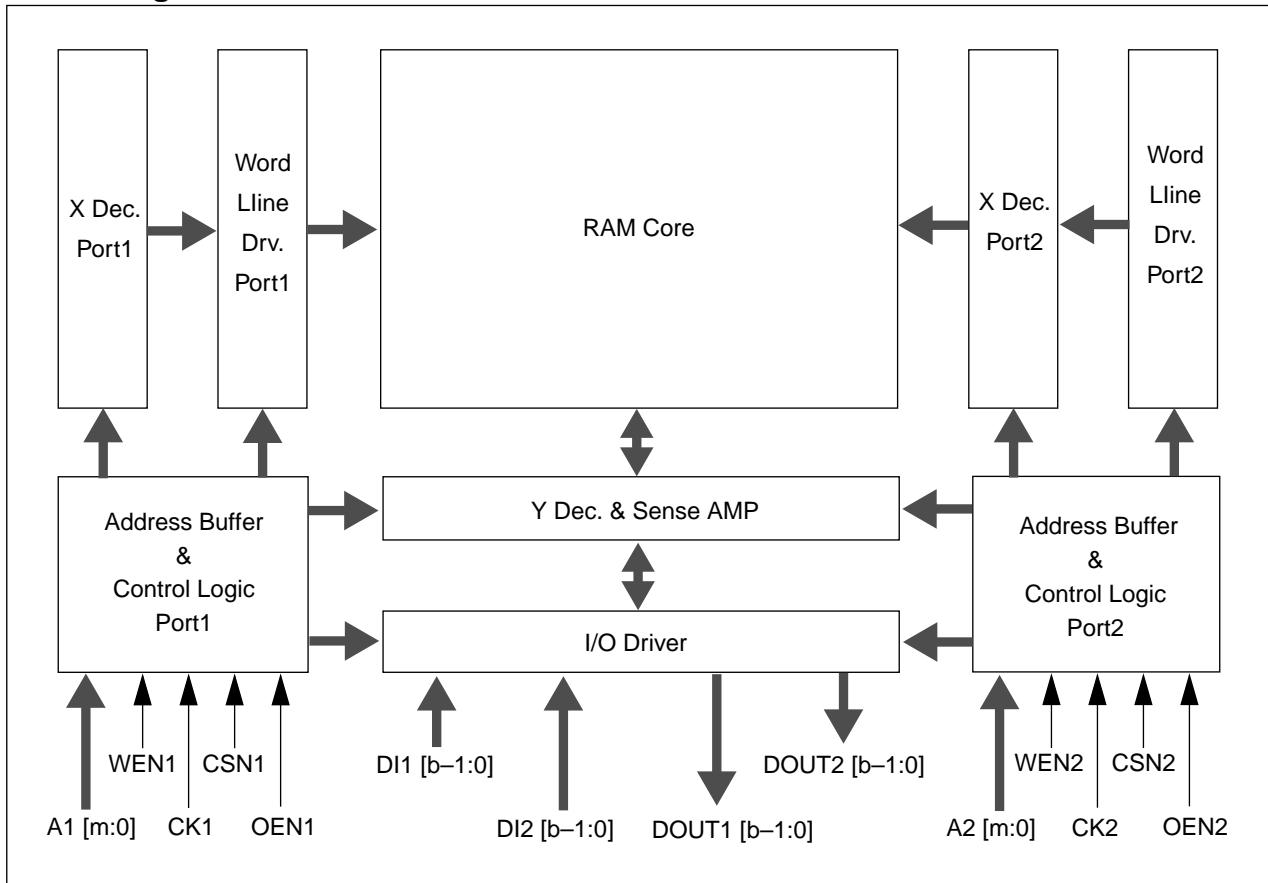 X Dec.
Port1
Word
LIine
Drv.
Port1
RAM Core
X Dec.
Port2
Word
LIine
Drv.
Port2
Address Buffer
&
Control Logic
Port1
Y Dec. & Sense AMP
I/O Driver
Address Buffer
&
Control Logic
Port2
WEN1
CSN1
A1 [m:0]
CK1
OEN1
DI1 [b–1:0]
DI2 [b–1:0]
DOUT1 [b–1:0]
DOUT2 [b–1:0]
WEN2
CSN2
A2 [m:0]
CK2
OEN2